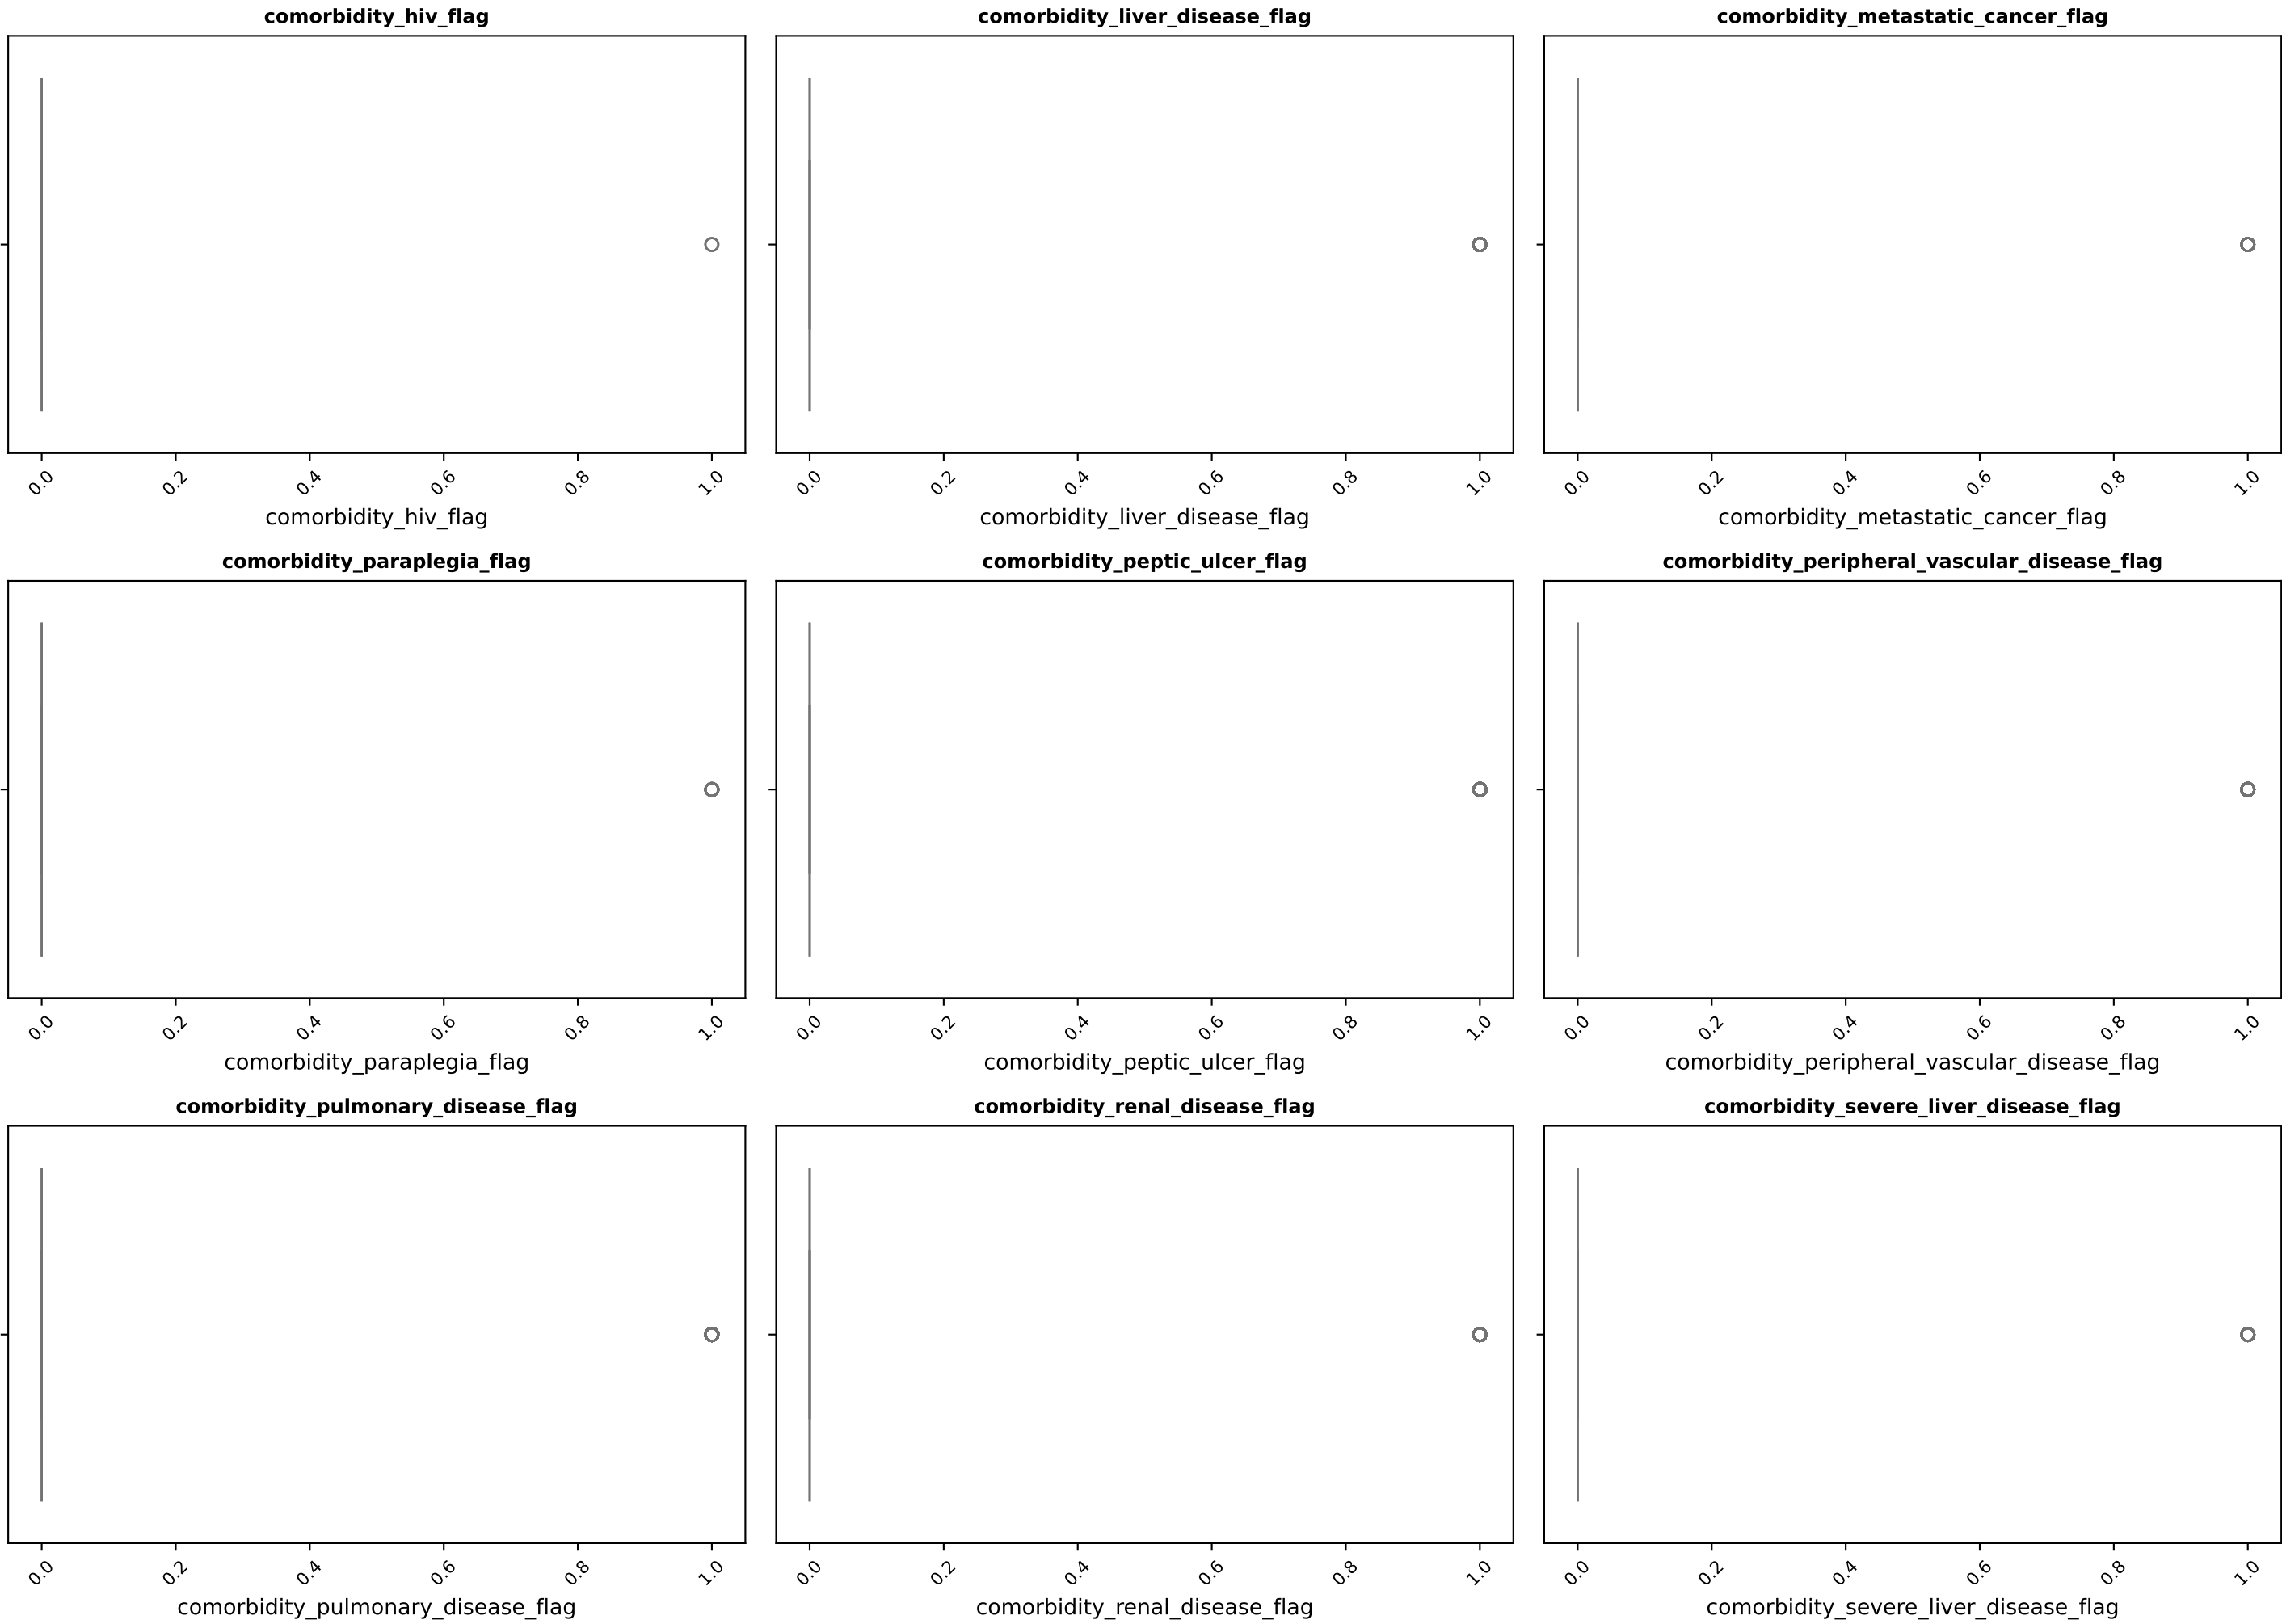 comorbidity_hiv_flag comorbidity_liver_disease_flag comorbidity_metastatic_cancer_flag
0.0 0.2 0.4 0.6 0.8 1.0 0.0 0.2 0.4 0.6 0.8 1.0 0.0 0.2 0.4 0.6 0.8 1.0
comorbidity_hiv_flag comorbidity_liver_disease_flag comorbidity_metastatic_cancer_flag
comorbidity_paraplegia_flag comorbidity_peptic_ulcer_flag comorbidity_peripheral_vascular_disease_flag
0.0 0.2 0.4 0.6 0.8 1.0 0.0 0.2 0.4 0.6 0.8 1.0 0.0 0.2 0.4 0.6 0.8 1.0
comorbidity_paraplegia_flag comorbidity_peptic_ulcer_flag comorbidity_peripheral_vascular_disease_flag
comorbidity_pulmonary_disease_flag comorbidity_renal_disease_flag comorbidity_severe_liver_disease_flag
0.0 0.2 0.4 0.6 0.8 1.0 0.0 0.2 0.4 0.6 0.8 1.0 0.0 0.2 0.4 0.6 0.8 1.0
comorbidity_pulmonary_disease_flag comorbidity_renal_disease_flag comorbidity_severe_liver_disease_flag